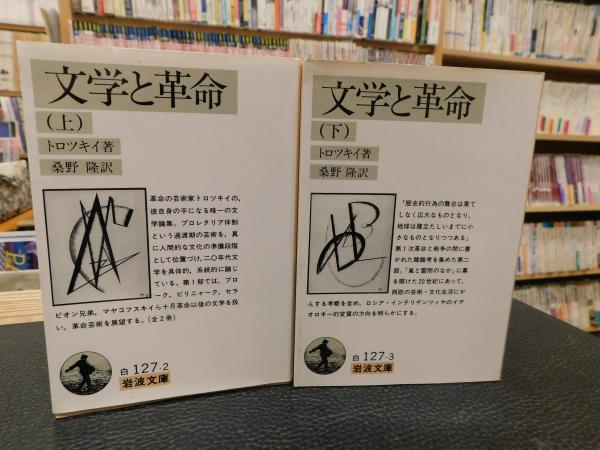 文学と革命
(上)
トロツキイ著
桑野 隆訳
革命の芸術家トロツキイの,
彼自身の手になる唯一の文
学論集。プロレタリア体制
という過渡期の芸術を,真
に人間的な文化の準備段階
として位置づけ,二〇年代文
学を具体的,系統的に論じ
ている。第1部では,ブロ
ーク,ピリニャーク,セラ
ピオン兄弟,マヤコフスキイら十月革命以後の文学を扱
い,革命芸術を展望する。(全2冊)
白 127-2
岩波文庫
文学と革命
(下)
トロツキイ著
桑野 隆訳
「歴史的行為の舞台は果て
しなく広大なものとなり,
地球は腹立たしいまでに小
さなものとなりつつある」
第1次革命と戦争の間に書
かれた論考を集めた第二
部。「嵐と雷雨のなか」に幕
を開けた20世紀にあって,
西欧の芸術・文化生活にか
んする考察を含め,ロシア・インテリゲンツィヤのイデ
オロギー的変質の方向を明らかにする。
白 127-3
岩波文庫